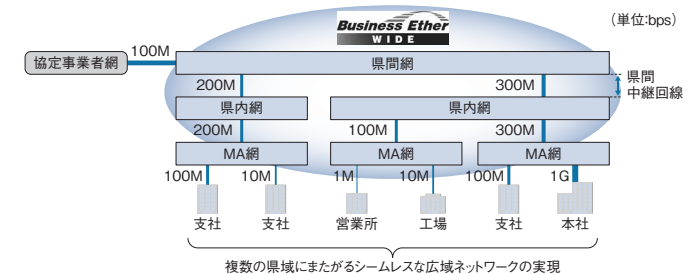 Business Ether
WIDE
(単位:bps)
100M
協定事業者網
県間網
200M
300M
県間
中継回線
県内網
県内網
200M
100M
300M
MA網
MA網
MA網
100M
10M
1M
10M
100M
1G
支社
支社
営業所
工場
支社
本社
複数の県域にまたがるシームレスな広域ネットワークの実現